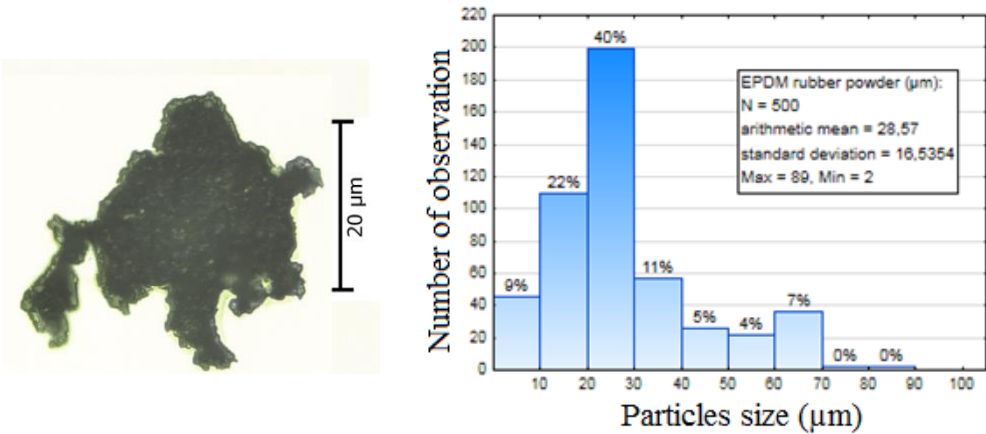 20 µm
Number of observation
220
200
180
160
140
120
100
80
60
40
20
0
9%
22%
40%
11%
5%
4%
7%
0%
0%
EPDM rubber powder (µm):
N = 500
arithmetic mean = 28,57
standard deviation = 16,5354
Max = 89, Min = 2
10 20 30 40 50 60 70 80 90 100
Particles size (µm)